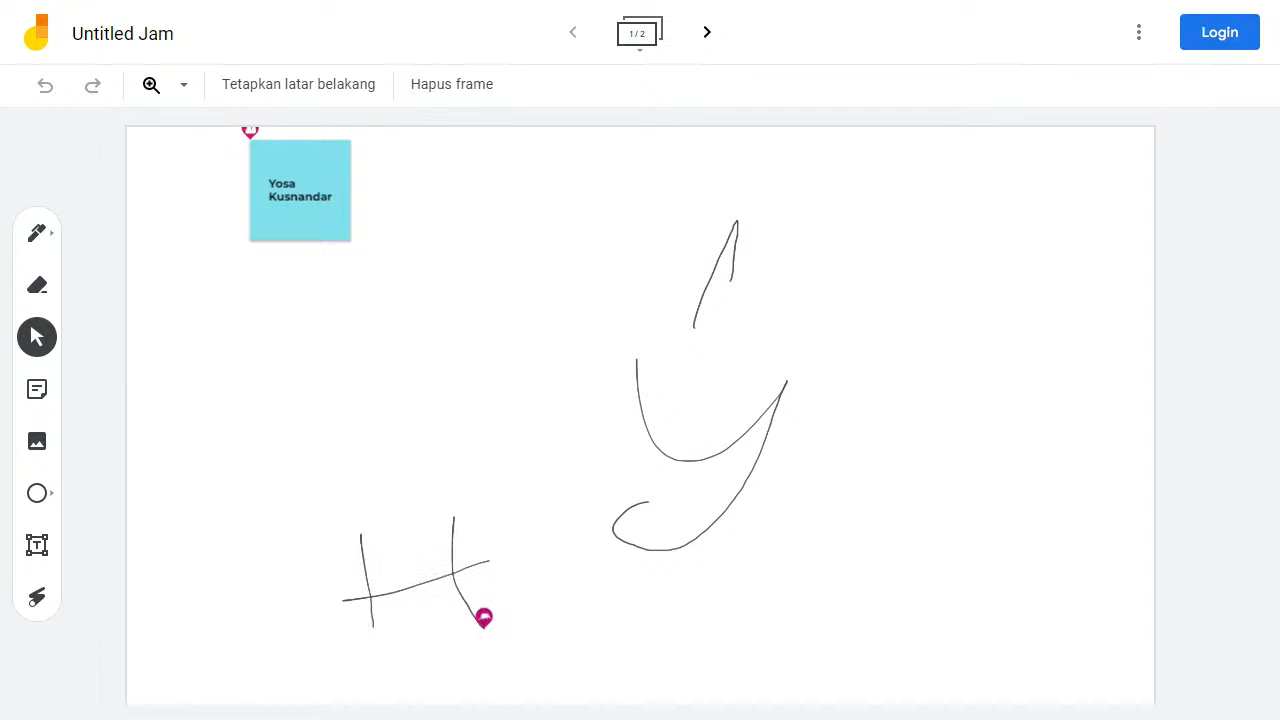 Untitled Jam
1 / 2
Login
Tetapkan latar belakang
Hapus frame
Yosa
Kusnandar
y
H